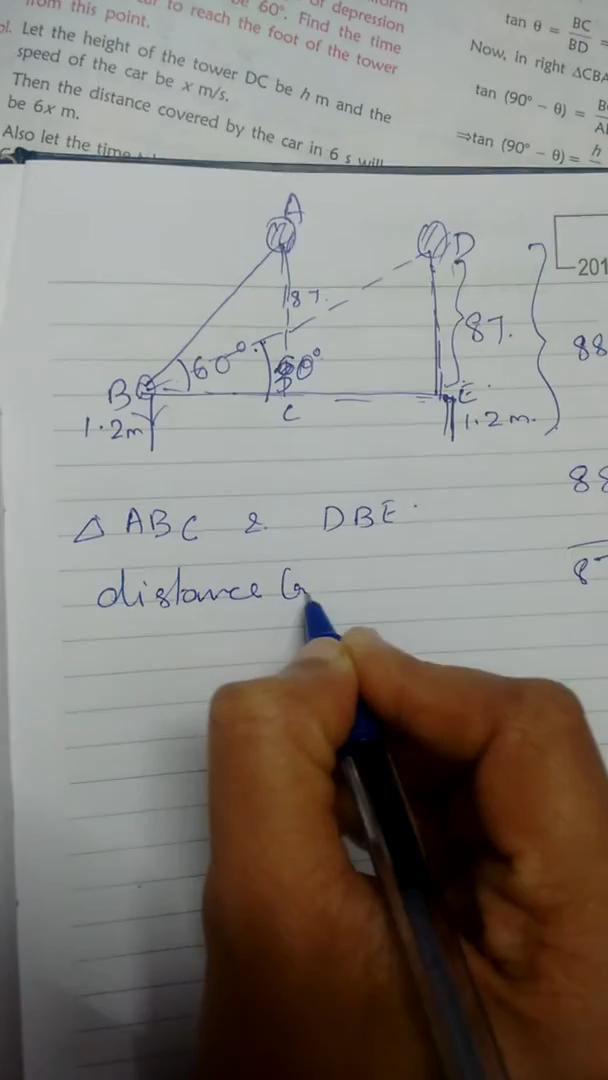 from this point.
to reach the foot of the tower
be 60°. Find the time
of depression
Let the height of the tower DC be h m and the
speed of the car be x m/s.
Then the distance covered by the car in 6 s will
be 6x m.
Also let the time
tan θ = BC
BD
=
Now, in right ΔCBA
tan (90° – θ) =
⇒tan (90° – θ) = h
A
D
201
87.
87.
88
60°
B
C
E
1.2m
1.2 m.
Δ ABC & DBE.
distance